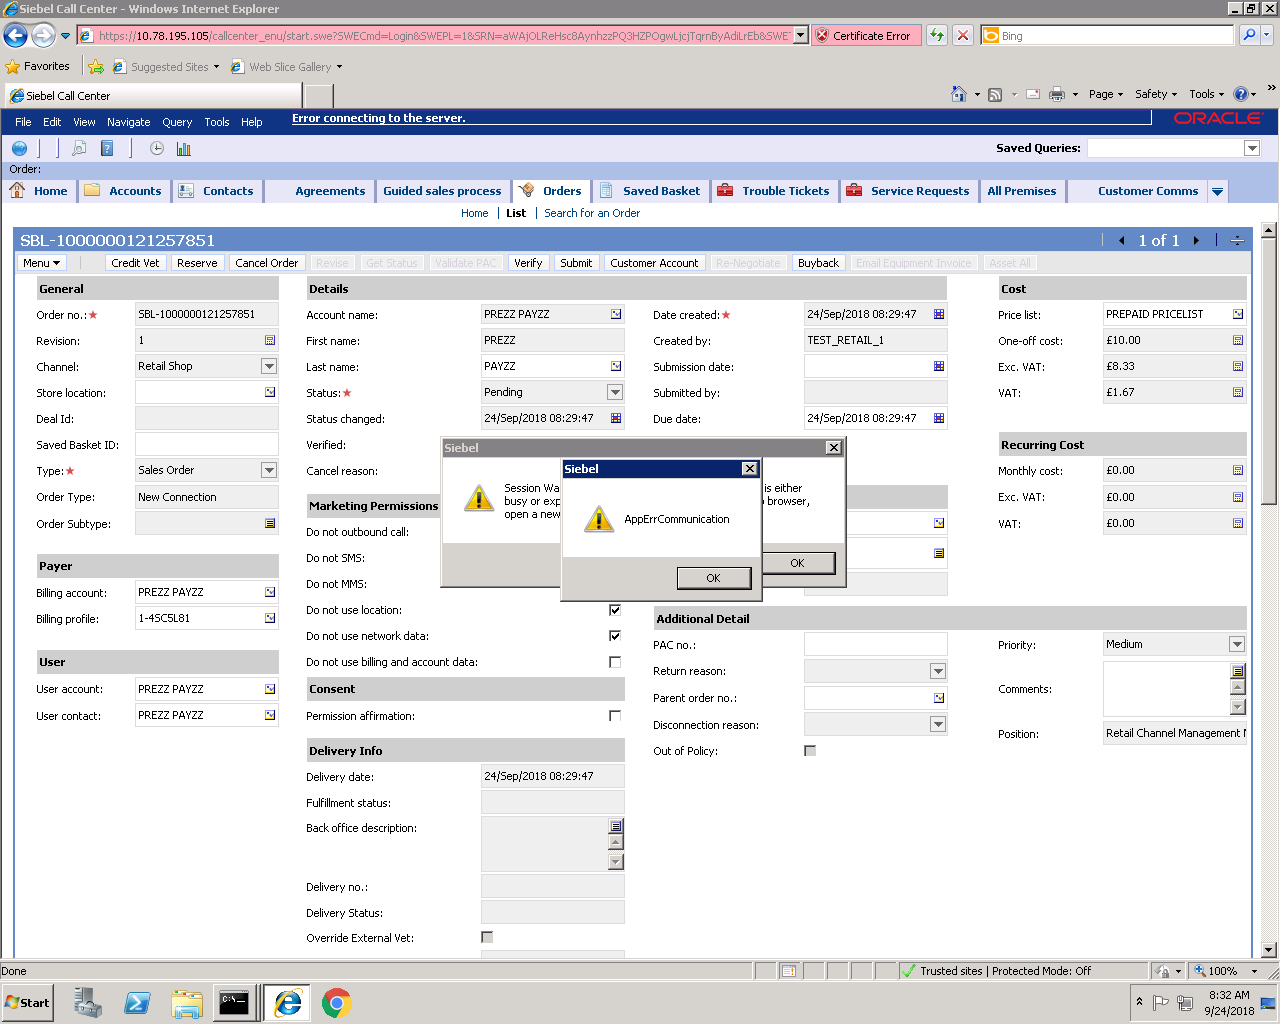 Siebel Call Center - Windows Internet Explorer
https://10.78.195.105/callcenter_enu/start.swe?SWECmd=Login&SWEPL=1&SRN=
Certificate Error
Bing
Favorites
Suggested Sites
Web Slice Gallery
Siebel Call Center
Page
Safety
Tools
File Edit View Navigate Query Tools Help
Error connecting to the server.
ORACLE
Saved Queries:
Order:
Home Accounts Contacts Agreements Guided sales process Orders Saved Basket Trouble Tickets Service Requests All Premises Customer Comms
Home | List | Search for an Order
SBL-1000000121257851
1 of 1
Menu Credit Vet Reserve Cancel Order Revise Get Status Validate PAC Verify Submit Customer Account Re-Negotiate Buyback Email Equipment Invoice Asset All
General
Order no.:★ SBL-1000000121257851
Revision: 1
Channel: Retail Shop
Store location:
Deal Id:
Saved Basket ID:
Type:★ Sales Order
Order Type: New Connection
Order Subtype:
Payer
Billing account: PREZZ PAYZZ
Billing profile: 1-4SC5L81
User
User account: PREZZ PAYZZ
User contact: PREZZ PAYZZ
Details
Account name: PREZZ PAYZZ
First name: PREZZ
Last name: PAYZZ
Status:★ Pending
Status changed: 24/Sep/2018 08:29:47
Verified:
Cancel reason:
Marketing Permissions
Do not outbound call:
Do not SMS:
Do not MMS:
Do not use location:
Do not use network data:
Do not use billing and account data:
Consent
Permission affirmation:
Delivery Info
Delivery date: 24/Sep/2018 08:29:47
Fulfillment status:
Back office description:
Delivery no.:
Delivery Status:
Override External Vet:
Date created:★ 24/Sep/2018 08:29:47
Created by: TEST_RETAIL_1
Submission date:
Submitted by:
Due date: 24/Sep/2018 08:29:47
Siebel
Session Wa
is either
busy or exp
browser,
open a new
OK
Siebel
AppErrCommunication
OK
Additional Detail
PAC no.:
Return reason:
Parent order no.:
Disconnection reason:
Out of Policy:
Priority: Medium
Comments:
Position: Retail Channel Management
Cost
Price list: PREPAID PRICELIST
One-off cost: £10.00
Exc. VAT: £8.33
VAT: £1.67
Recurring Cost
Monthly cost: £0.00
Exc. VAT: £0.00
VAT: £0.00
Done
Trusted sites | Protected Mode: Off
100%
Start
8:32 AM
9/24/2018